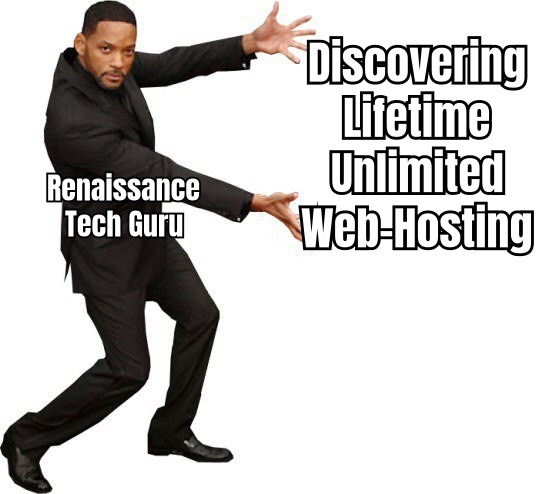 Discovering
Lifetime
Unlimited
Web-Hosting
Renaissance
Tech Guru